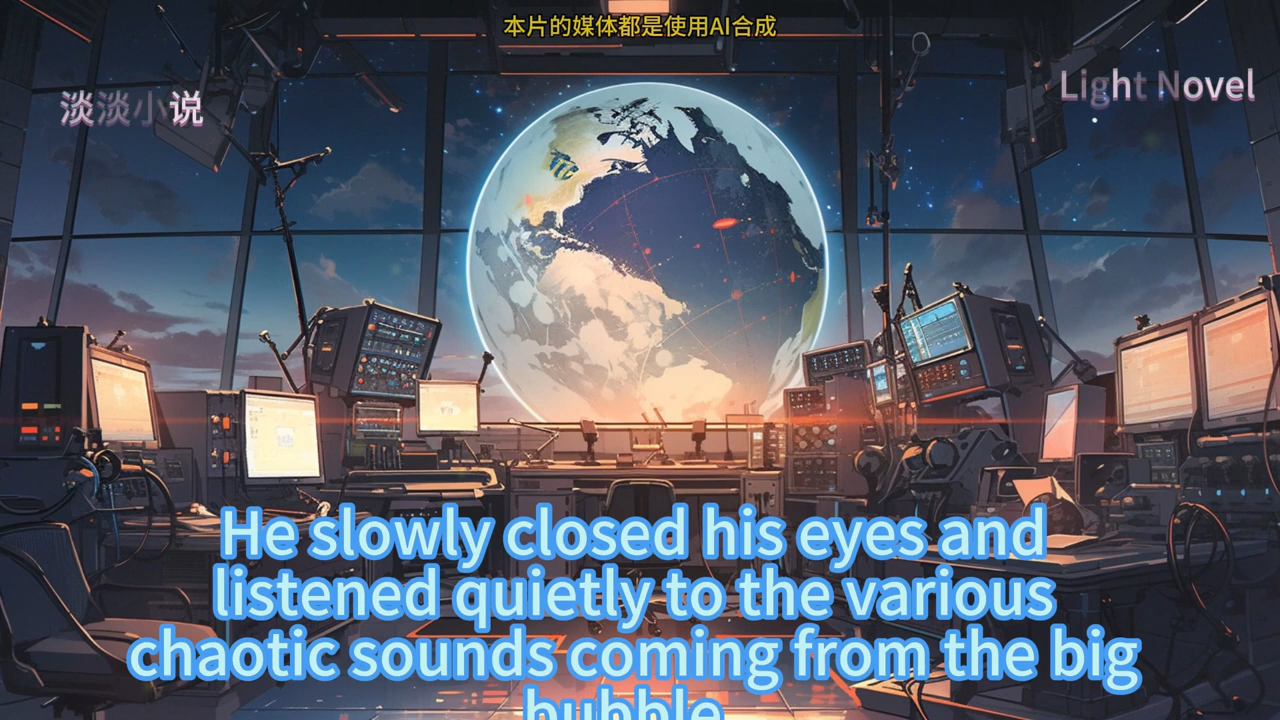 本片的媒体都是使用AI合成
淡淡小说
Light Novel
He slowly closed his eyes and
listened quietly to the various
chaotic sounds coming from the big
bubble